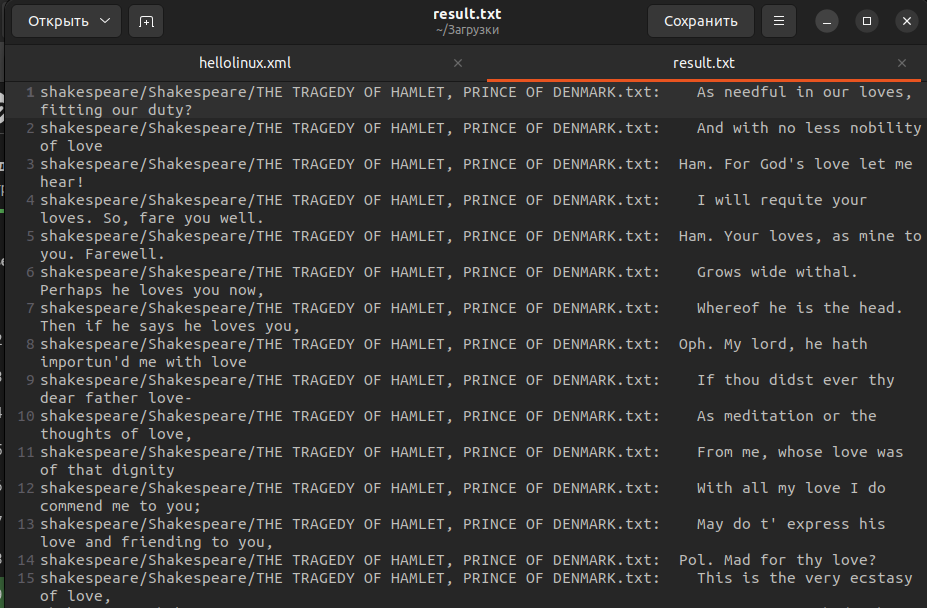 Открыть
result.txt
~/Загрузки
Сохранить
hellolinux.xml
result.txt
1 shakespeare/Shakespeare/THE TRAGEDY OF HAMLET, PRINCE OF DENMARK.txt:    As needful in our loves,
fitting our duty?
2 shakespeare/Shakespeare/THE TRAGEDY OF HAMLET, PRINCE OF DENMARK.txt:    And with no less nobility
of love
3 shakespeare/Shakespeare/THE TRAGEDY OF HAMLET, PRINCE OF DENMARK.txt:  Ham. For God's love let me
hear!
4 shakespeare/Shakespeare/THE TRAGEDY OF HAMLET, PRINCE OF DENMARK.txt:    I will requite your
loves. So, fare you well.
5 shakespeare/Shakespeare/THE TRAGEDY OF HAMLET, PRINCE OF DENMARK.txt:  Ham. Your loves, as mine to
you. Farewell.
6 shakespeare/Shakespeare/THE TRAGEDY OF HAMLET, PRINCE OF DENMARK.txt:    Grows wide withal.
Perhaps he loves you now,
7 shakespeare/Shakespeare/THE TRAGEDY OF HAMLET, PRINCE OF DENMARK.txt:    Whereof he is the head.
Then if he says he loves you,
8 shakespeare/Shakespeare/THE TRAGEDY OF HAMLET, PRINCE OF DENMARK.txt:  Oph. My lord, he hath
importun'd me with love
9 shakespeare/Shakespeare/THE TRAGEDY OF HAMLET, PRINCE OF DENMARK.txt:    If thou didst ever thy
dear father love-
10 shakespeare/Shakespeare/THE TRAGEDY OF HAMLET, PRINCE OF DENMARK.txt:    As meditation or the
thoughts of love,
11 shakespeare/Shakespeare/THE TRAGEDY OF HAMLET, PRINCE OF DENMARK.txt:    From me, whose love was
of that dignity
12 shakespeare/Shakespeare/THE TRAGEDY OF HAMLET, PRINCE OF DENMARK.txt:    With all my love I do
commend me to you;
13 shakespeare/Shakespeare/THE TRAGEDY OF HAMLET, PRINCE OF DENMARK.txt:    May do t' express his
love and friending to you,
14 shakespeare/Shakespeare/THE TRAGEDY OF HAMLET, PRINCE OF DENMARK.txt:  Pol. Mad for thy love?
15 shakespeare/Shakespeare/THE TRAGEDY OF HAMLET, PRINCE OF DENMARK.txt:    This is the very ecstasy
of love,